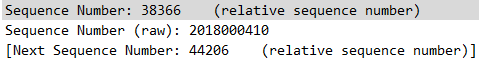 Sequence Number: 38366    (relative sequence number)
Sequence Number (raw): 2018000410
[Next Sequence Number: 44206    (relative sequence number)]